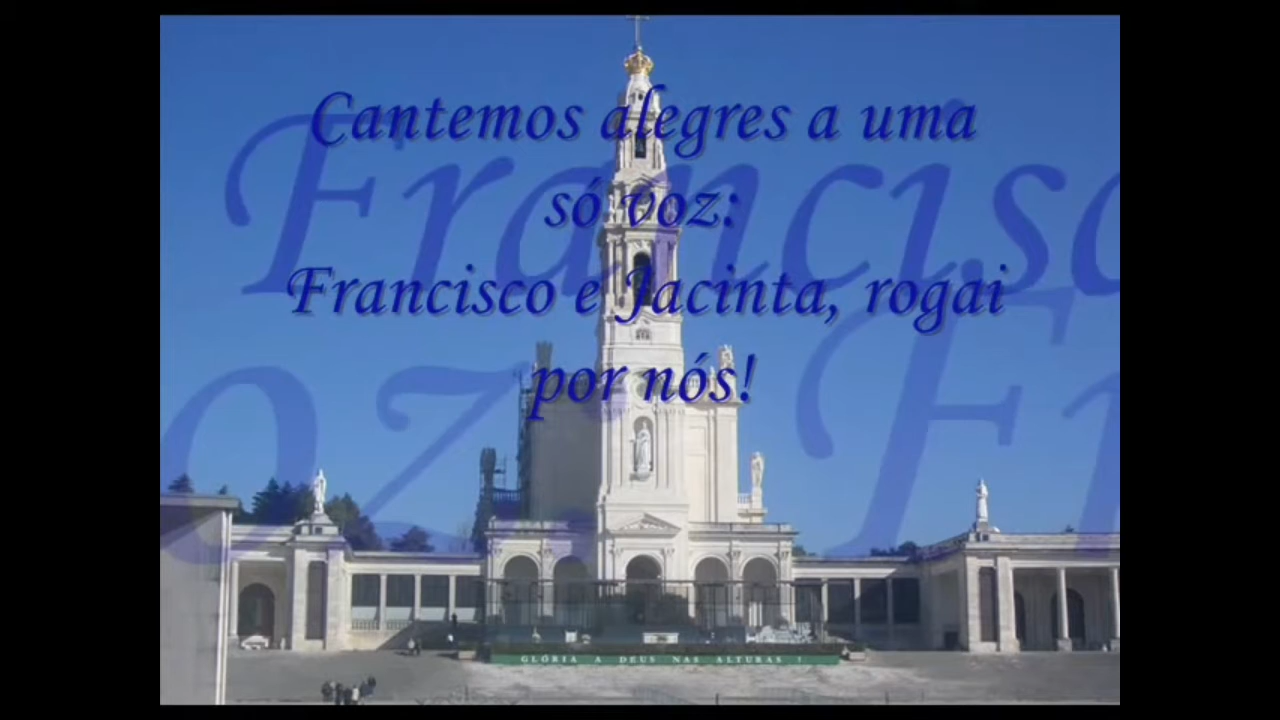 Cantemos alegres a uma
só voz:
Francisco e Jacinta, rogai
por nós!
GLÓRIA A DEUS NAS ALTURAS !